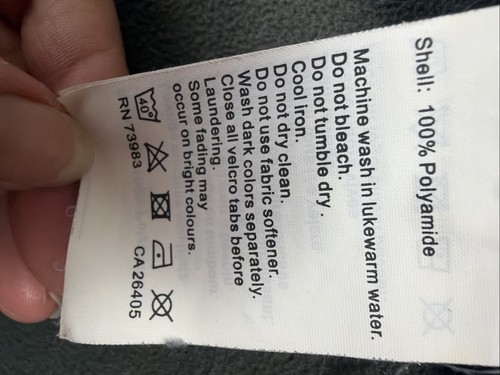 Shell: 100% Polyamide
Machine wash in lukewarm water.
Do not bleach.
Do not tumble dry.
Cool iron.
Do not dry clean.
Do not use fabric softener.
Wash dark colors separately.
Close all velcro tabs before
Laundering.
Some fading may
occur on bright colours.
40°
RN 73983 CA 26405